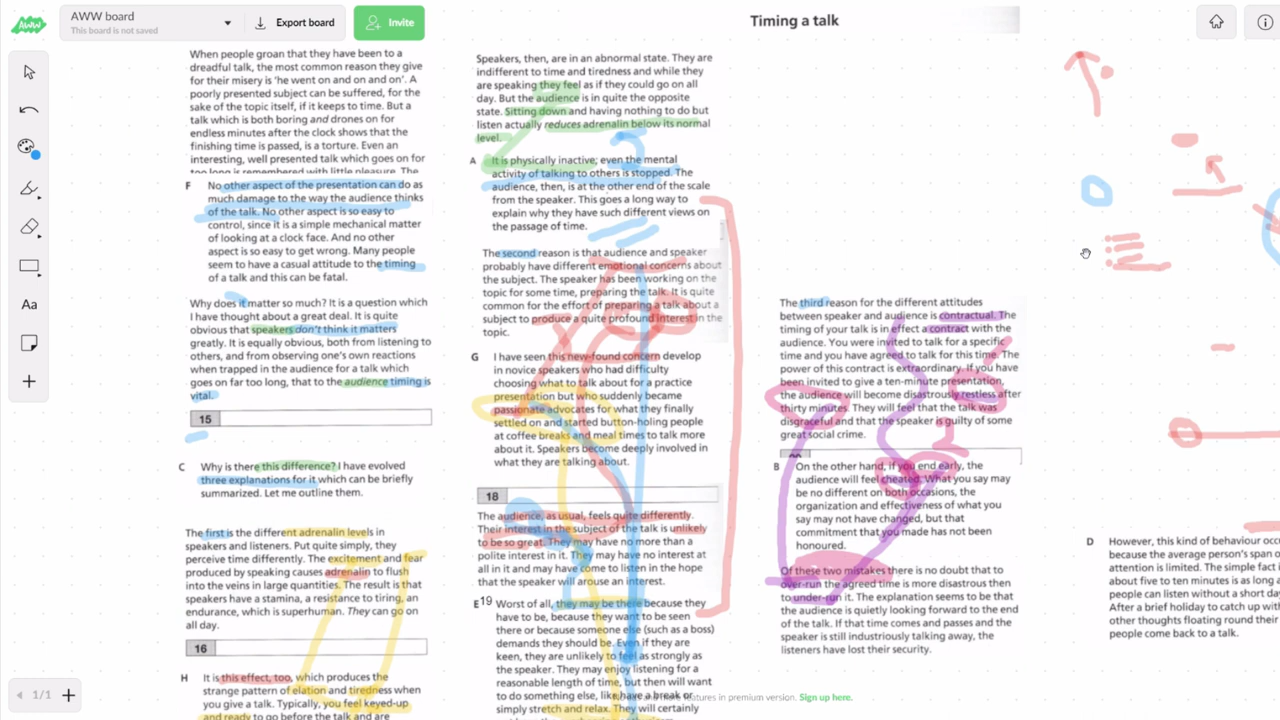 AWW board
This board is not saved
Export board
Invite
Timing a talk
When people groan that they have been to a
dreadful talk, the most common reason they give
for their misery is 'he went on and on and on'. A
poorly presented subject can be suffered, for the
sake of the topic itself, if it keeps to time. But a
talk which is both boring and drones on for
endless minutes after the clock shows that the
finishing time is passed, is a torture. Even an
interesting, well presented talk which goes on for
too long is remembered with little pleasure. The
F No other aspect of the presentation can do as
much damage to the way the audience thinks
of the talk. No other aspect is so easy to
control, since it is a simple mechanical matter
of looking at a clock face. And no other
aspect is so easy to get wrong. Many people
seem to have a casual attitude to the timing
of a talk and this can be fatal.
Why does it matter so much? It is a question which
I have thought about a great deal. It is quite
obvious that speakers don't think it matters
greatly. It is equally obvious, both from listening to
others, and from observing one's own reactions
when trapped in the audience for a talk which
goes on far too long, that to the audience timing is
vital.
15
C Why is there this difference? I have evolved
three explanations for it which can be briefly
summarized. Let me outline them.
The first is the different adrenalin levels in
speakers and listeners. Put quite simply, they
perceive time differently. The excitement and fear
produced by speaking causes adrenalin to flush
into the veins in large quantities. The result is that
speakers have a stamina, a resistance to tiring, an
endurance, which is superhuman. They can go on
all day.
16
H It is this effect, too, which produces the
strange pattern of elation and tiredness when
you give a talk. Typically, you feel keyed-up
and ready to go before the talk and are
Speakers, then, are in an abnormal state. They are
indifferent to time and tiredness and while they
are speaking they feel as if they could go on all
day. But the audience is in quite the opposite
state. Sitting down and having nothing to do but
listen actually reduces adrenalin below its normal
level.
A It is physically inactive; even the mental
activity of talking to others is stopped. The
audience, then, is at the other end of the scale
from the speaker. This goes a long way to
explain why they have such different views on
the passage of time.
The second reason is that audience and speaker
probably have different emotional concerns about
the subject. The speaker has been working on the
topic for some time, preparing the talk. It is quite
common for the effort of preparing a talk about a
subject to produce a quite profound interest in the
topic.
G I have seen this new-found concern develop
in novice speakers who had difficulty
choosing what to talk about for a practice
presentation but who suddenly became
passionate advocates for what they finally
settled on and started button-holing people
at coffee breaks and meal times to talk more
about it. Speakers become deeply involved in
what they are talking about.
18
The audience, as usual, feels quite differently.
Their interest in the subject of the talk is unlikely
to be so great. They may have no more than a
polite interest in it. They may have no interest at
all in it and may have come to listen in the hope
that the speaker will arouse an interest.
E 19 Worst of all, they may be there because they
have to be, because they want to be seen
there or because someone else (such as a boss)
demands they should be. Even if they are
keen, they are unlikely to feel as strongly as
the speaker. They may enjoy listening for a
reasonable length of time, but then will want
to do something else, like have a break or
simply stretch and relax. They will certainly
The third reason for the different attitudes
between speaker and audience is contractual. The
timing of your talk is in effect a contract with the
audience. You were invited to talk for a specific
time and you have agreed to talk for this time. The
power of this contract is extraordinary. If you have
been invited to give a ten-minute presentation,
the audience will become disastrously restless after
thirty minutes. They will feel that the talk was
disgraceful and that the speaker is guilty of some
great social crime.
B On the other hand, if you end early, the
audience will feel cheated. What you say may
be no different on both occasions, the
organization and effectiveness of what you
say may not have changed, but that
commitment that you made has not been
honoured.
Of these two mistakes there is no doubt that to
over-run the agreed time is more disastrous then
to under-run it. The explanation seems to be that
the audience is quietly looking forward to the end
of the talk. If that time comes and passes and the
speaker is still industriously talking away, the
listeners have lost their security.
D However, this kind of behaviour
because the average person's span
attention is limited. The simple fact
about five to ten minutes is as long
people can listen without a short
After a brief holiday to catch up
other thoughts floating round their
people come back to a talk.
Aa
1/1
features in premium version. Sign up here.